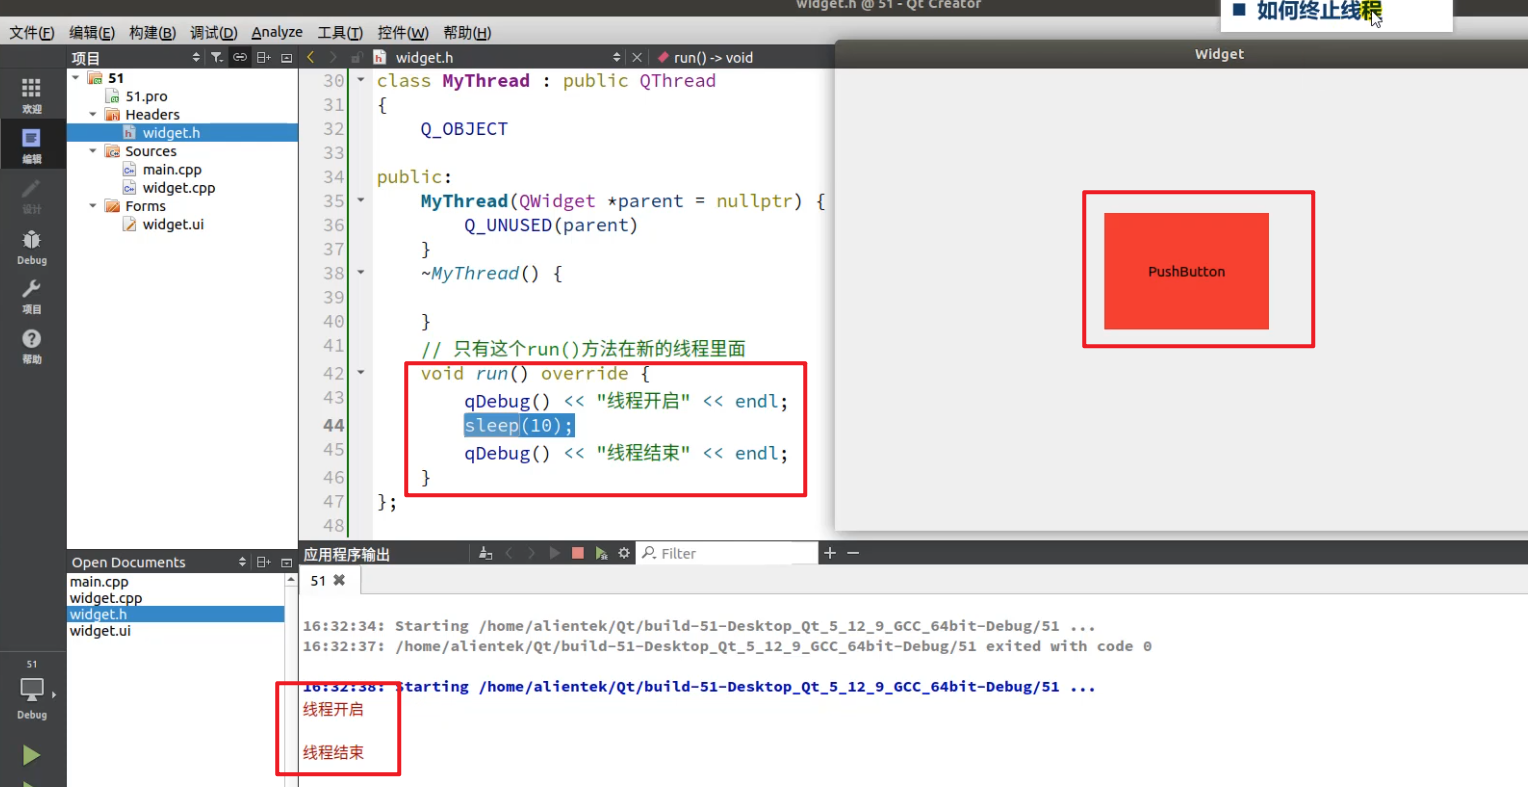 widget.h @ 51 - Qt Creator
■ 如何终止线程
文件(F) 编辑(E) 构建(B) 调试(D) Analyze 工具(T) 控件(W) 帮助(H)
项目
widget.h
run() -> void
Widget
欢迎
编辑
设计
Debug
项目
帮助
51
51.pro
Headers
widget.h
Sources
main.cpp
widget.cpp
Forms
widget.ui
30 class MyThread : public QThread
31 {
32 Q_OBJECT
33
34 public:
35 MyThread(QWidget *parent = nullptr) {
36 Q_UNUSED(parent)
37 }
38 ~MyThread() {
39
40 }
41 // 只有这个run()方法在新的线程里面
42 void run() override {
43 qDebug() << "线程开启" << endl;
44 sleep(10);
45 qDebug() << "线程结束" << endl;
46 }
47 };
48
PushButton
Open Documents
main.cpp
widget.cpp
widget.h
widget.ui
51
Debug
应用程序输出
Filter
51
16:32:34: Starting /home/alientek/Qt/build-51-Desktop_Qt_5_12_9_GCC_64bit-Debug/51 ...
16:32:37: /home/alientek/Qt/build-51-Desktop_Qt_5_12_9_GCC_64bit-Debug/51 exited with code 0
16:32:38: Starting /home/alientek/Qt/build-51-Desktop_Qt_5_12_9_GCC_64bit-Debug/51 ...
线程开启
线程结束